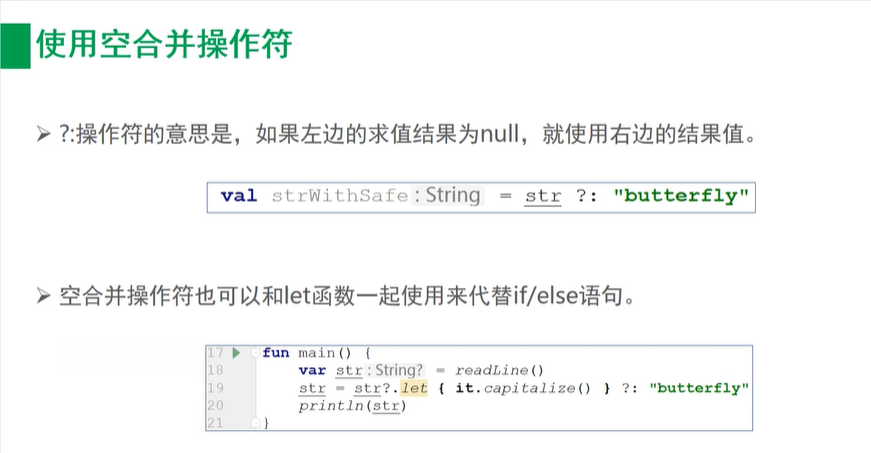 使用空合并操作符
➢ ?:操作符的意思是，如果左边的求值结果为null，就使用右边的结果值。
val strWithSafe: String = str ?: "butterfly"
➢ 空合并操作符也可以和let函数一起使用来代替if/else语句。
17 fun main() {
18 var str: String? = readLine()
19 str = str?.let { it.capitalize() } ?: "butterfly"
20 println(str)
21 }